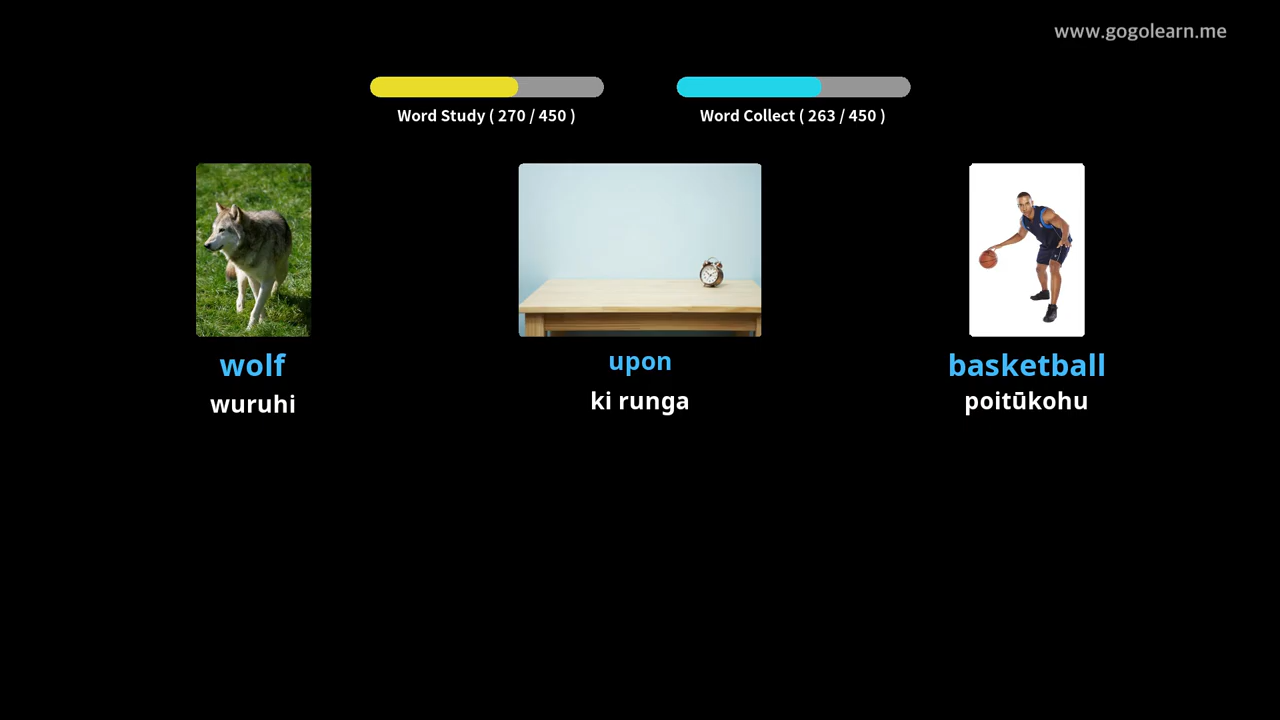 www.gogolearn.me
Word Study ( 270 / 450 )
Word Collect ( 263 / 450 )
wolf
wuruhi
upon
ki runga
basketball
poitūkohu